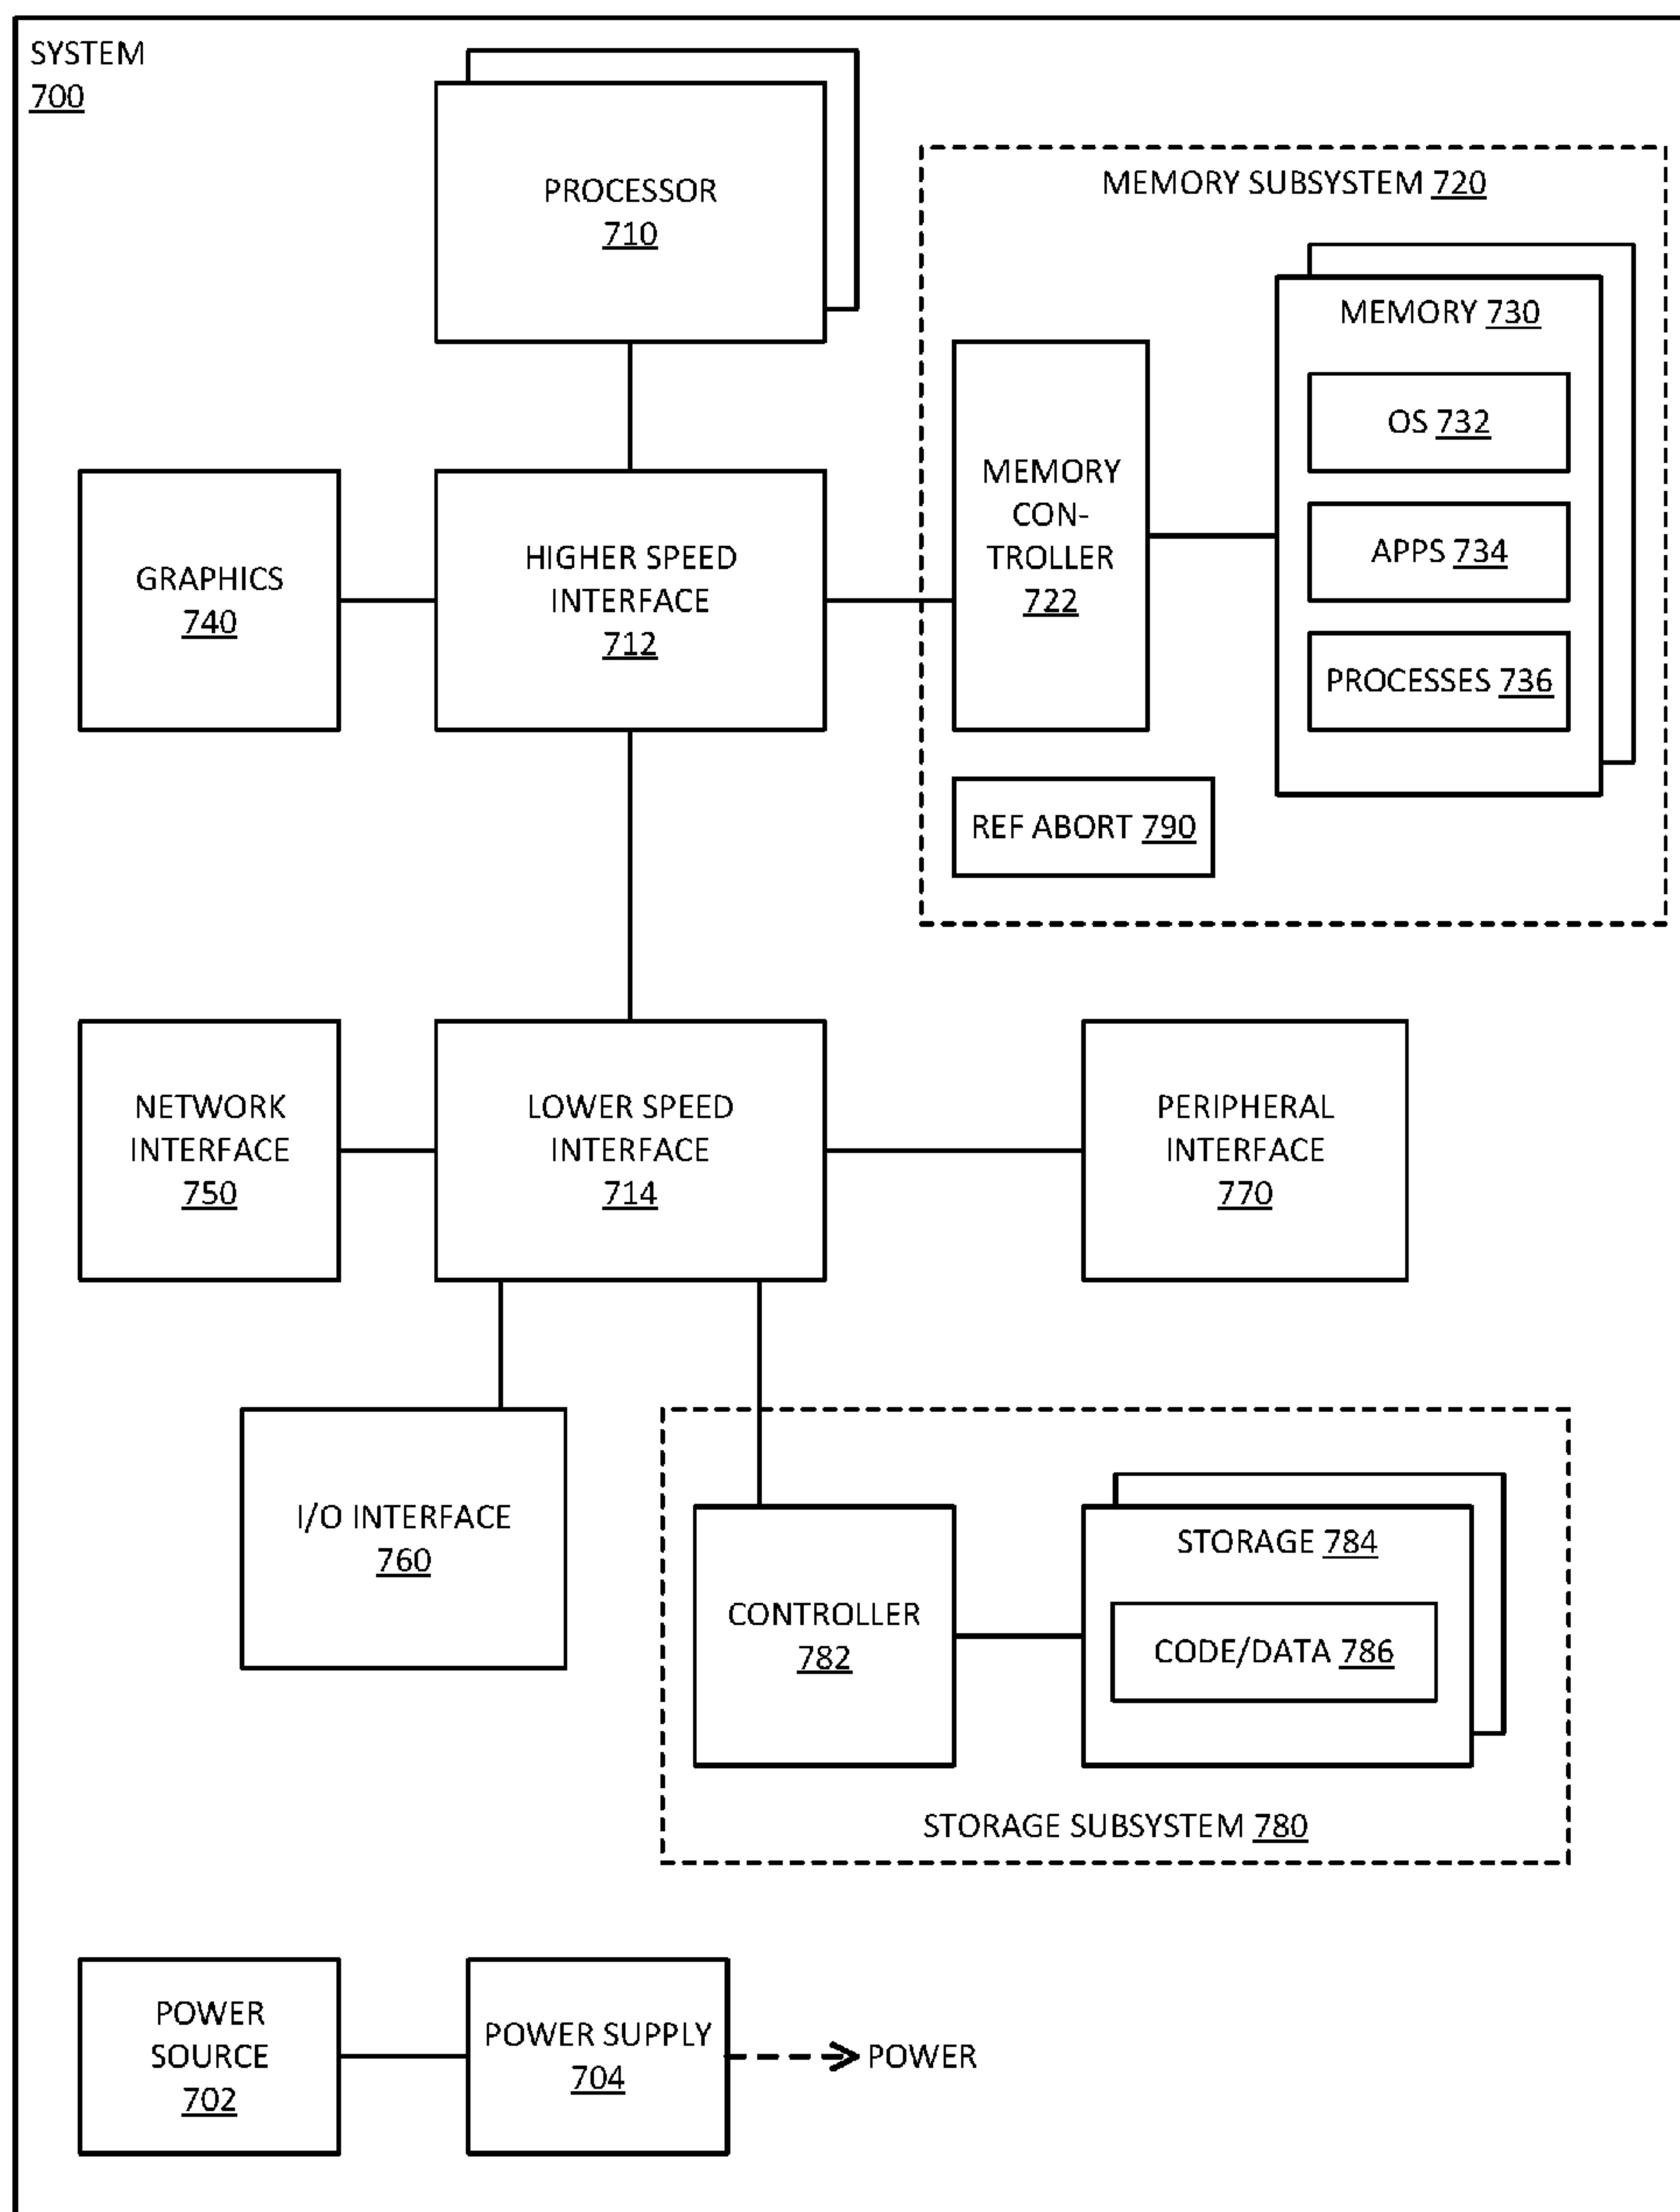 SYSTEM
700
PROCESSOR
710
MEMORY SUBSYSTEM 720
MEMORY 730
OS 732
APPS 734
PROCESSES 736
MEMORY
CON-
TROLLER
722
REF ABORT 790
GRAPHICS
740
HIGHER SPEED
INTERFACE
712
NETWORK
INTERFACE
750
LOWER SPEED
INTERFACE
714
PERIPHERAL
INTERFACE
770
I/O INTERFACE
760
CONTROLLER
782
STORAGE 784
CODE/DATA 786
STORAGE SUBSYSTEM 780
POWER
SOURCE
702
POWER SUPPLY
704
POWER